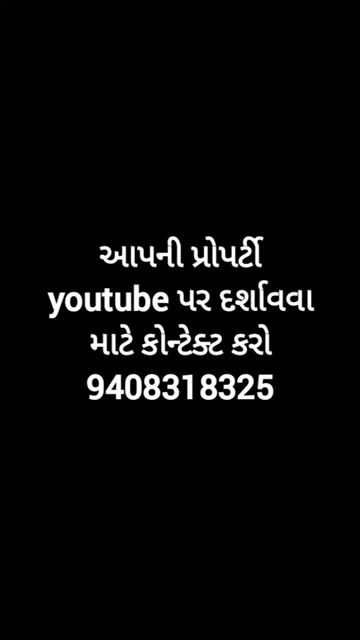 આપની પ્રોપર્ટી
youtube પર દર્શાવવા
માટે કોન્ટેક્ટ કરો
9408318325